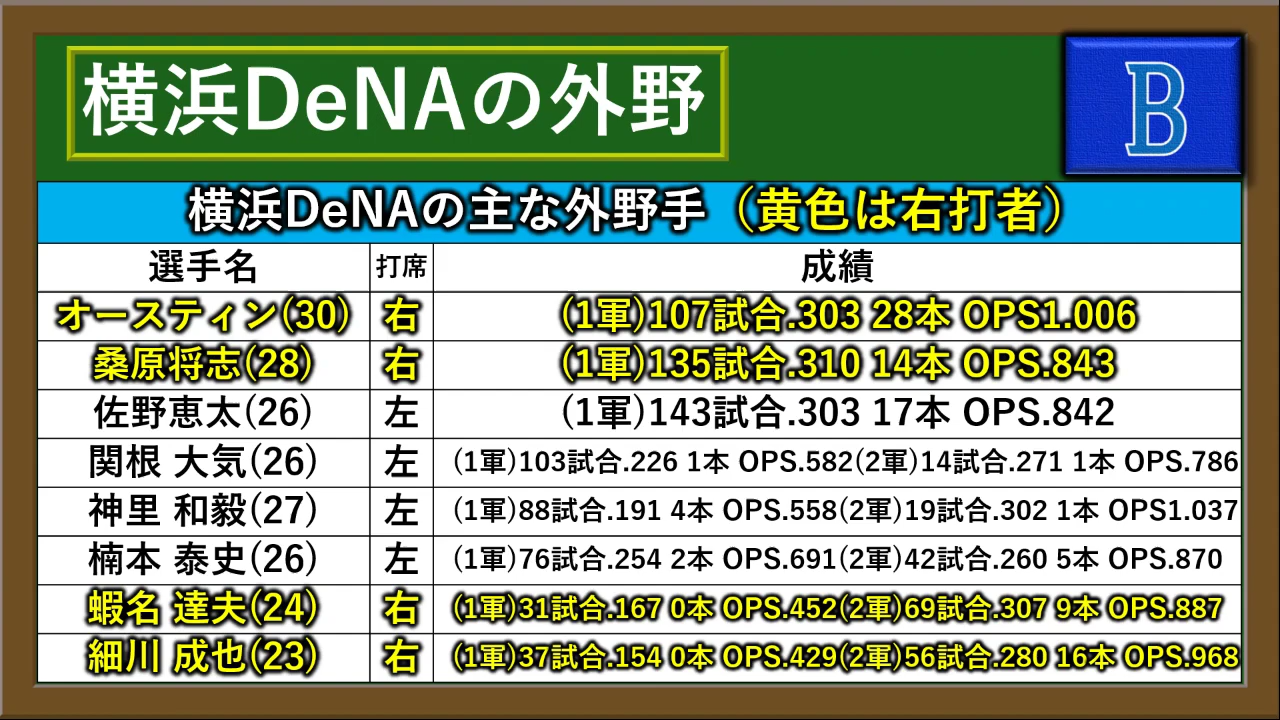 横浜DeNAの外野
B
横浜DeNAの主な外野手（黄色は右打者）
選手名 打席 成績
オースティン(30) 右 (1軍)107試合.303 28本 OPS1.006
桑原将志(28) 右 (1軍)135試合.310 14本 OPS.843
佐野恵太(26) 左 (1軍)143試合.303 17本 OPS.842
関根 大気(26) 左 (1軍)103試合.226 1本 OPS.582(2軍)14試合.271 1本 OPS.786
神里 和毅(27) 左 (1軍)88試合.191 4本 OPS.558(2軍)19試合.302 1本 OPS1.037
楠本 泰史(26) 左 (1軍)76試合.254 2本 OPS.691(2軍)42試合.260 5本 OPS.870
蝦名 達夫(24) 右 (1軍)31試合.167 0本 OPS.452(2軍)69試合.307 9本 OPS.887
細川 成也(23) 右 (1軍)37試合.154 0本 OPS.429(2軍)56試合.280 16本 OPS.968